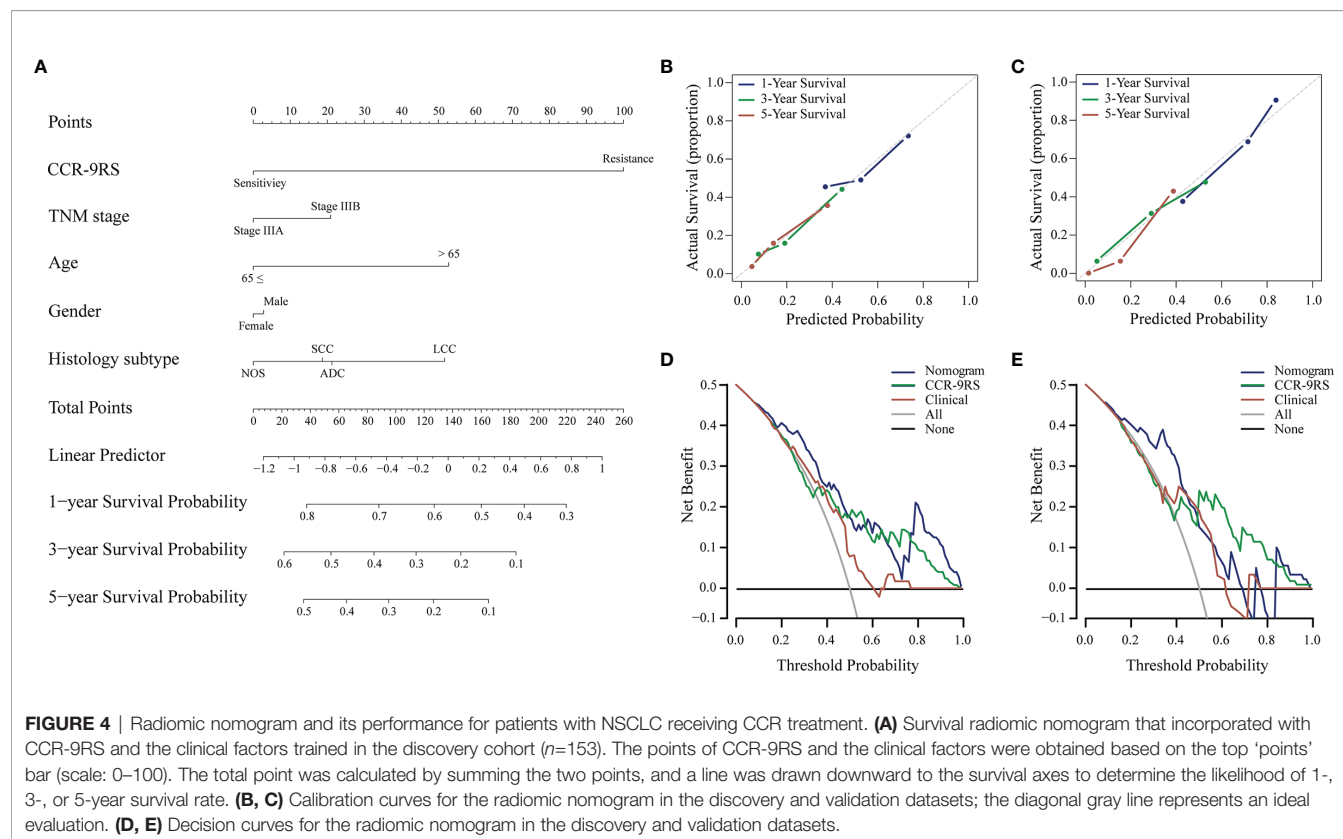 A
Points
0 10 20 30 40 50 60 70 80 90 100
CCR-9RS
Resistance
Sensitiviey
TNM stage
Stage IIIB
Stage IIIA
Age
> 65
65 ≤
Gender
Male
Female
Histology subtype
SCC LCC
NOS ADC
Total Points
0 20 40 60 80 100 120 140 160 180 200 220 240 260
Linear Predictor
−1.2 −1 −0.8 −0.6 −0.4 −0.2 0 0.2 0.4 0.6 0.8 1
1−year Survival Probability
0.8 0.7 0.6 0.5 0.4 0.3
3−year Survival Probability
0.6 0.5 0.4 0.3 0.2 0.1
5−year Survival Probability
0.5 0.4 0.3 0.2 0.1
B
1-Year Survival
3-Year Survival
5-Year Survival
Actual Survival (proportion)
1.0
0.8
0.6
0.4
0.2
0.0
0.0 0.2 0.4 0.6 0.8 1.0
Predicted Probability
C
1-Year Survival
3-Year Survival
5-Year Survival
Actual Survival (proportion)
1.0
0.8
0.6
0.4
0.2
0.0
0.0 0.2 0.4 0.6 0.8 1.0
Predicted Probability
D
Nomogram
CCR-9RS
Clinical
All
None
Net Benefit
0.5
0.4
0.3
0.2
0.1
0.0
−0.1
0.0 0.2 0.4 0.6 0.8 1.0
Threshold Probability
E
Nomogram
CCR-9RS
Clinical
All
None
Net Benefit
0.5
0.4
0.3
0.2
0.1
0.0
−0.1
0.0 0.2 0.4 0.6 0.8 1.0
Threshold Probability
FIGURE 4 | Radiomic nomogram and its performance for patients with NSCLC receiving CCR treatment. (A) Survival radiomic nomogram that incorporated with
CCR-9RS and the clinical factors trained in the discovery cohort (n=153). The points of CCR-9RS and the clinical factors were obtained based on the top ‘points’
bar (scale: 0–100). The total point was calculated by summing the two points, and a line was drawn downward to the survival axes to determine the likelihood of 1-,
3-, or 5-year survival rate. (B, C) Calibration curves for the radiomic nomogram in the discovery and validation datasets; the diagonal gray line represents an ideal
evaluation. (D, E) Decision curves for the radiomic nomogram in the discovery and validation datasets.